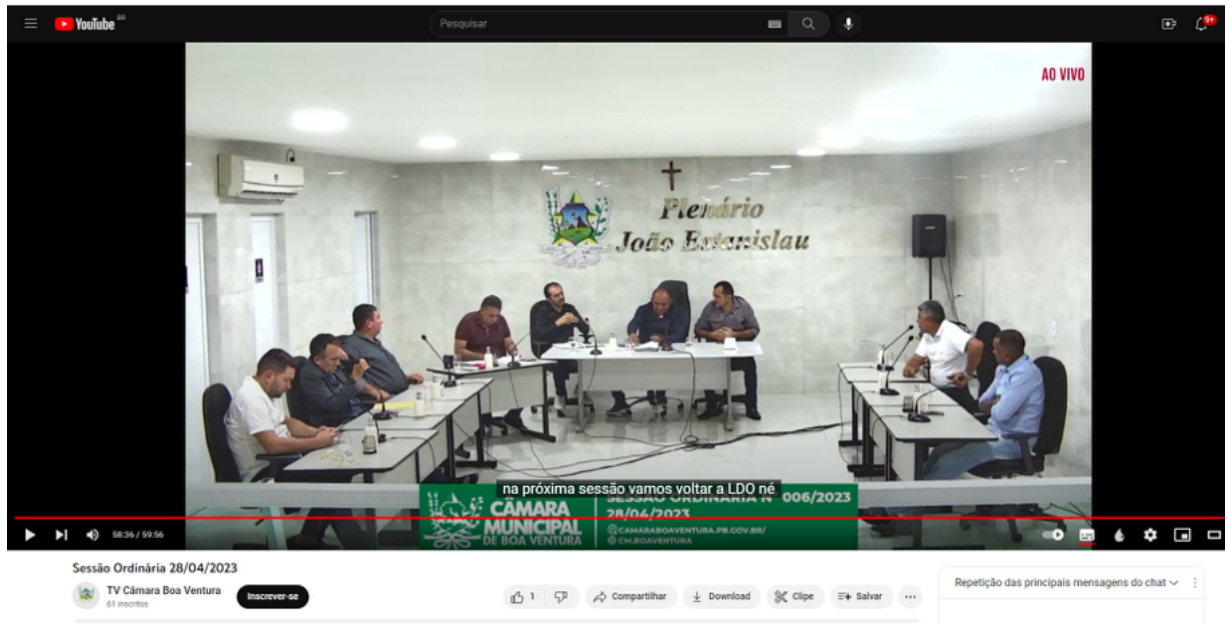 YouTube BR
Pesquisar
9+
AO VIVO
Plenário
João Estanislau
na próxima sessão vamos voltar a LDO né
CÂMARA
MUNICIPAL
DE BOA VENTURA
SESSÃO ORDINÁRIA N° 006/2023
28/04/2023
CAMARABOAVENTURA.PB.GOV.BR/
CM.BOAVENTURA
58:36 / 59:56
Sessão Ordinária 28/04/2023
TV Câmara Boa Ventura
61 inscritos
Inscrever-se
1
Compartilhar
Download
Clipe
Salvar
Repetição das principais mensagens do chat